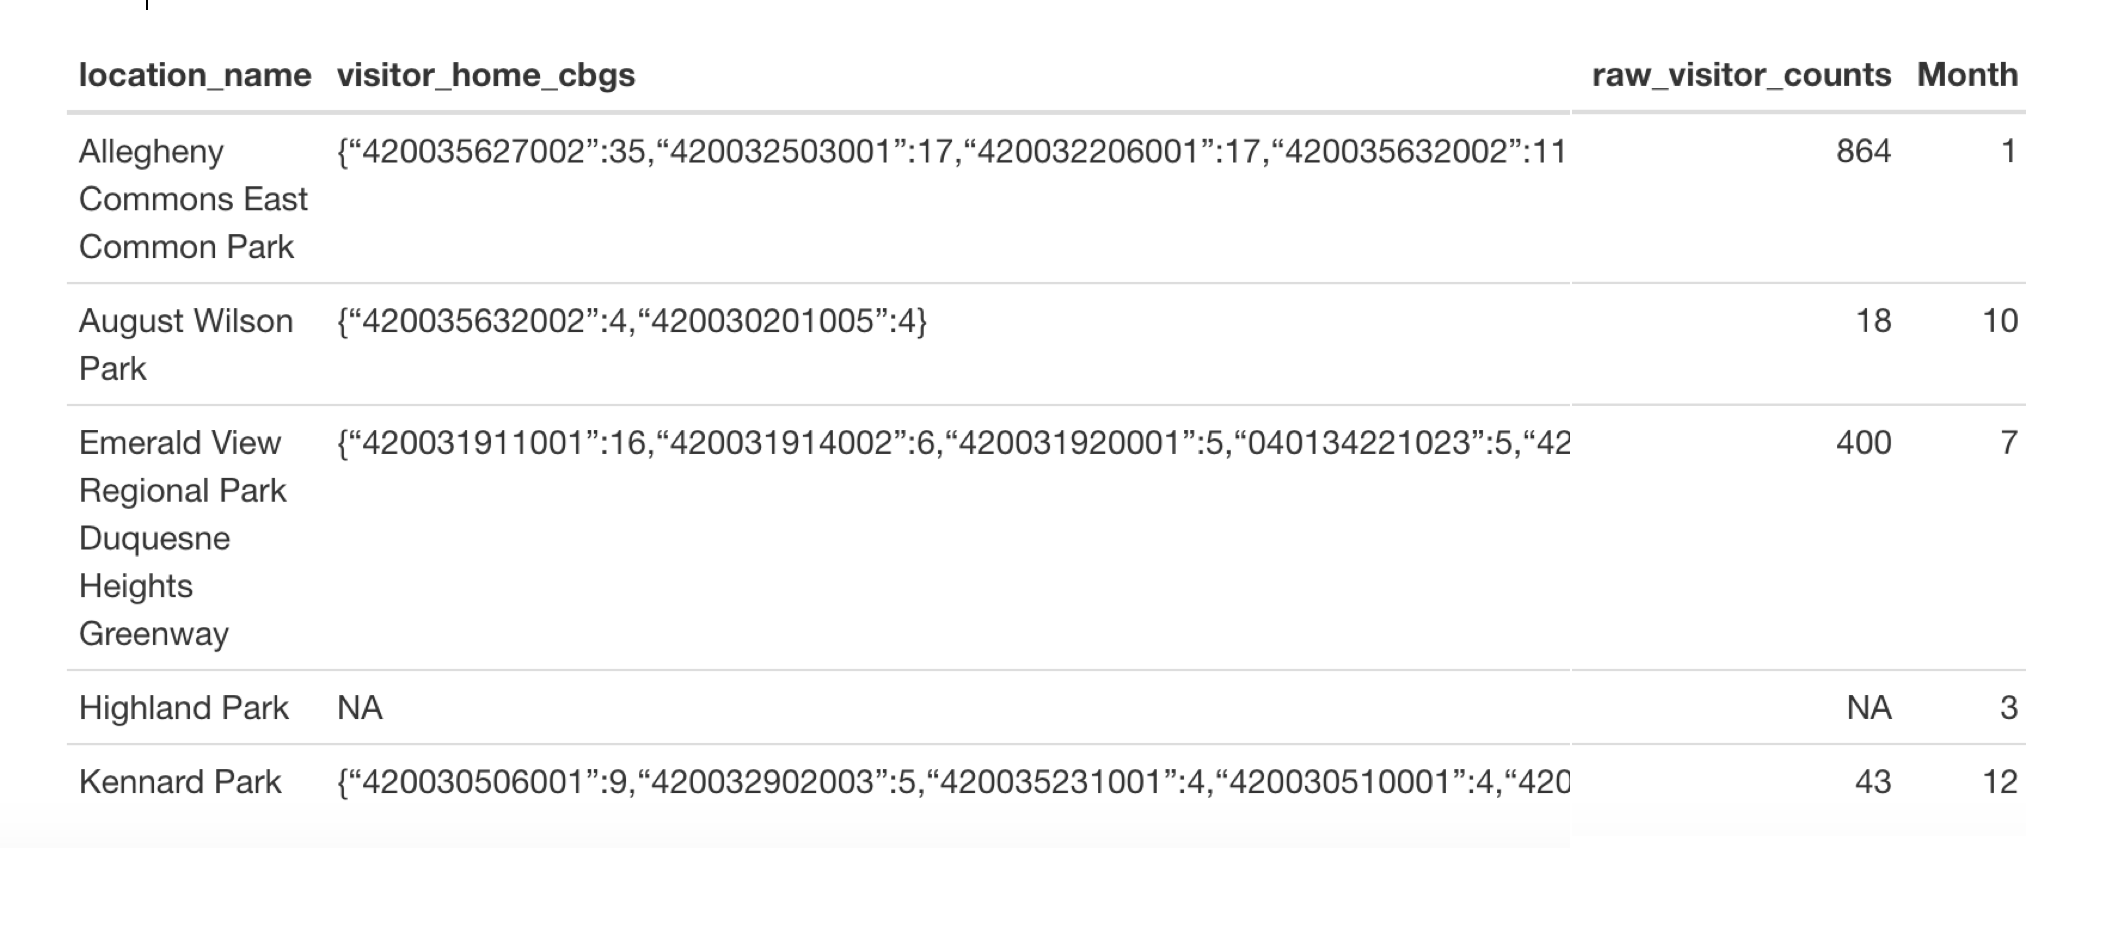 location_name visitor_home_cbgs raw_visitor_counts Month
Allegheny {“420035627002”:35,“420032503001”:17,“420032206001”:17,“420035632002”:11 864 1
Commons East
Common Park
August Wilson {“420035632002”:4,“420030201005”:4} 18 10
Park
Emerald View {“420031911001”:16,“420031914002”:6,“420031920001”:5,“040134221023”:5,“42 400 7
Regional Park
Duquesne
Heights
Greenway
Highland Park NA NA 3
Kennard Park {“420030506001”:9,“420032902003”:5,“420035231001”:4,“420030510001”:4,“420 43 12